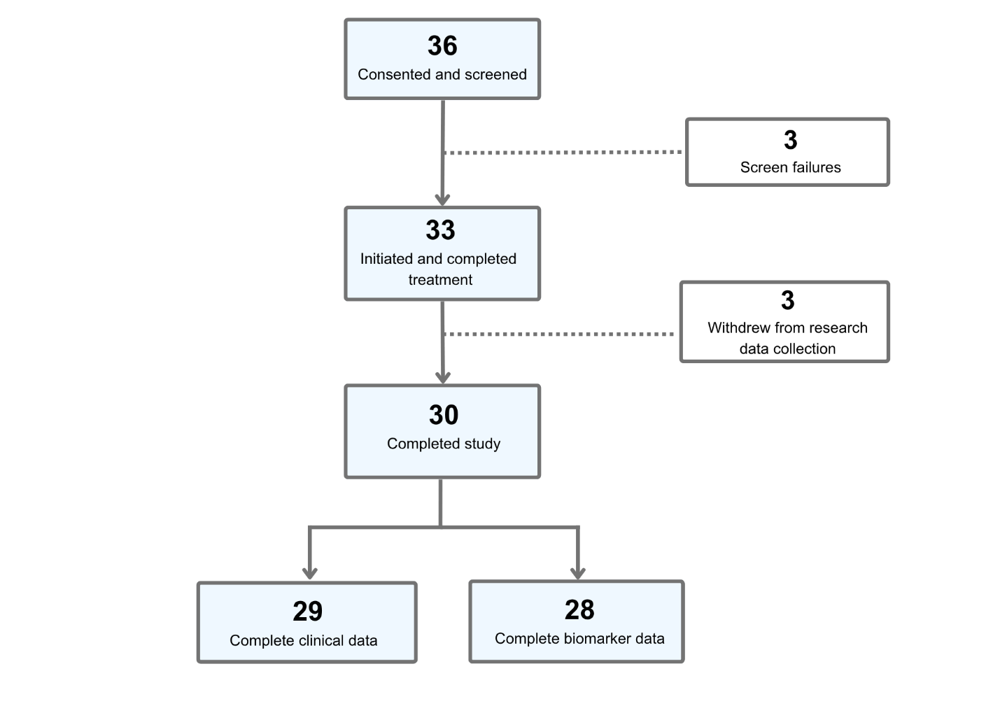 36
Consented and screened
3
Screen failures
33
Initiated and completed
treatment
3
Withdrew from research
data collection
30
Completed study
29
Complete clinical data
28
Complete biomarker data